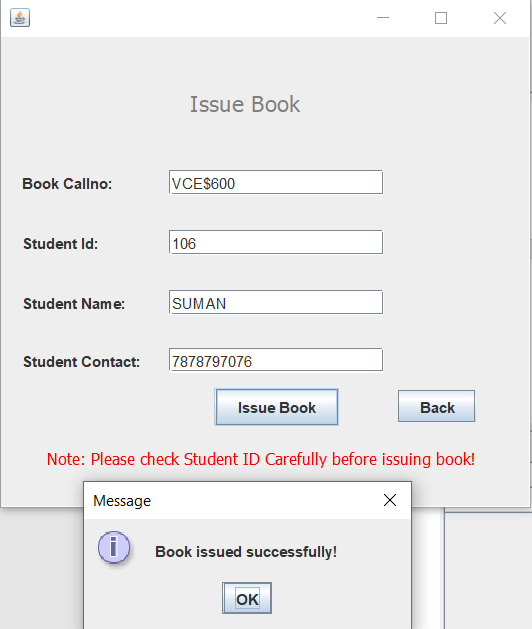 Issue Book
Book Callno: VCE$600
Student Id: 106
Student Name: SUMAN
Student Contact: 7878797076
Issue Book Back
Note: Please check Student ID Carefully before issuing book!
Message
i Book issued successfully!
OK